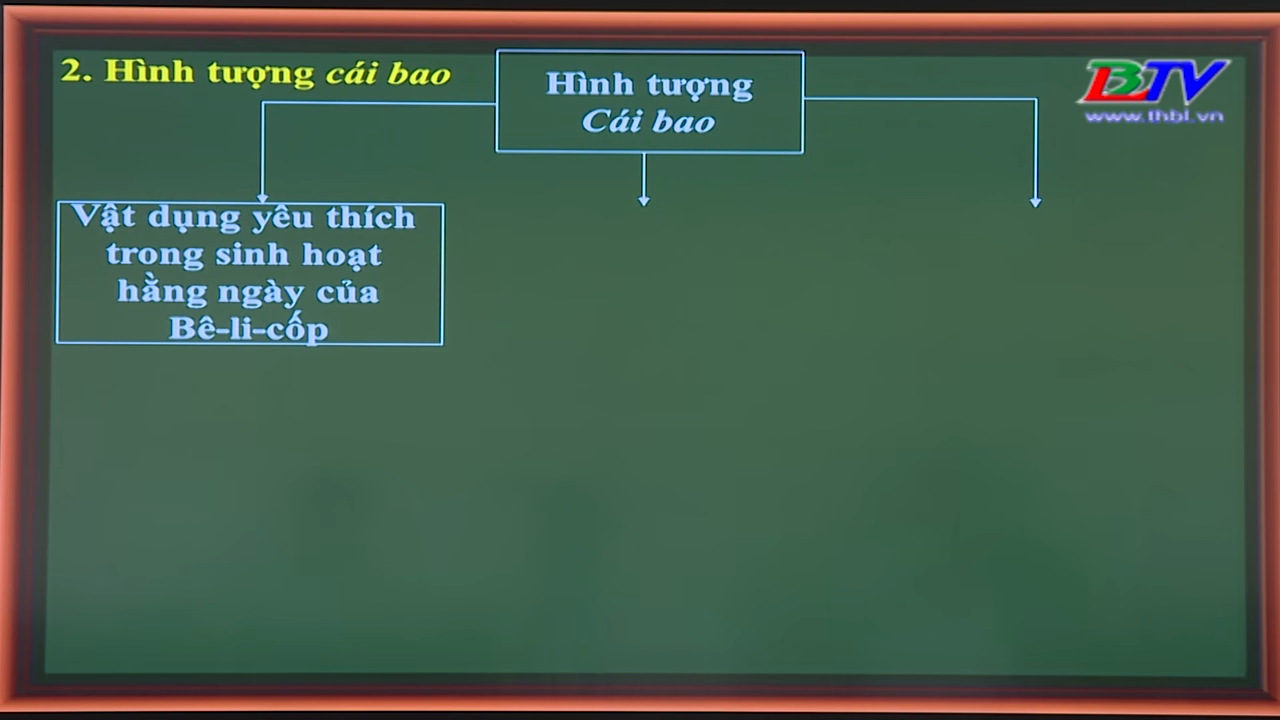 2. Hình tượng cái bao
Hình tượng
Cái bao
BTV
www.thbl.vn
Vật dụng yêu thích
trong sinh hoạt
hằng ngày của
Bê-li-cốp